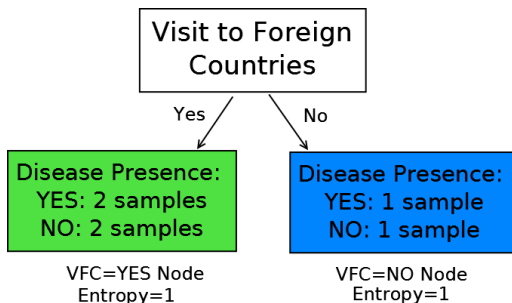 Visit to Foreign
Countries
Yes
No
Disease Presence:
YES: 2 samples
NO: 2 samples
Disease Presence:
YES: 1 sample
NO: 1 sample
VFC=YES Node
Entropy=1
VFC=NO Node
Entropy=1